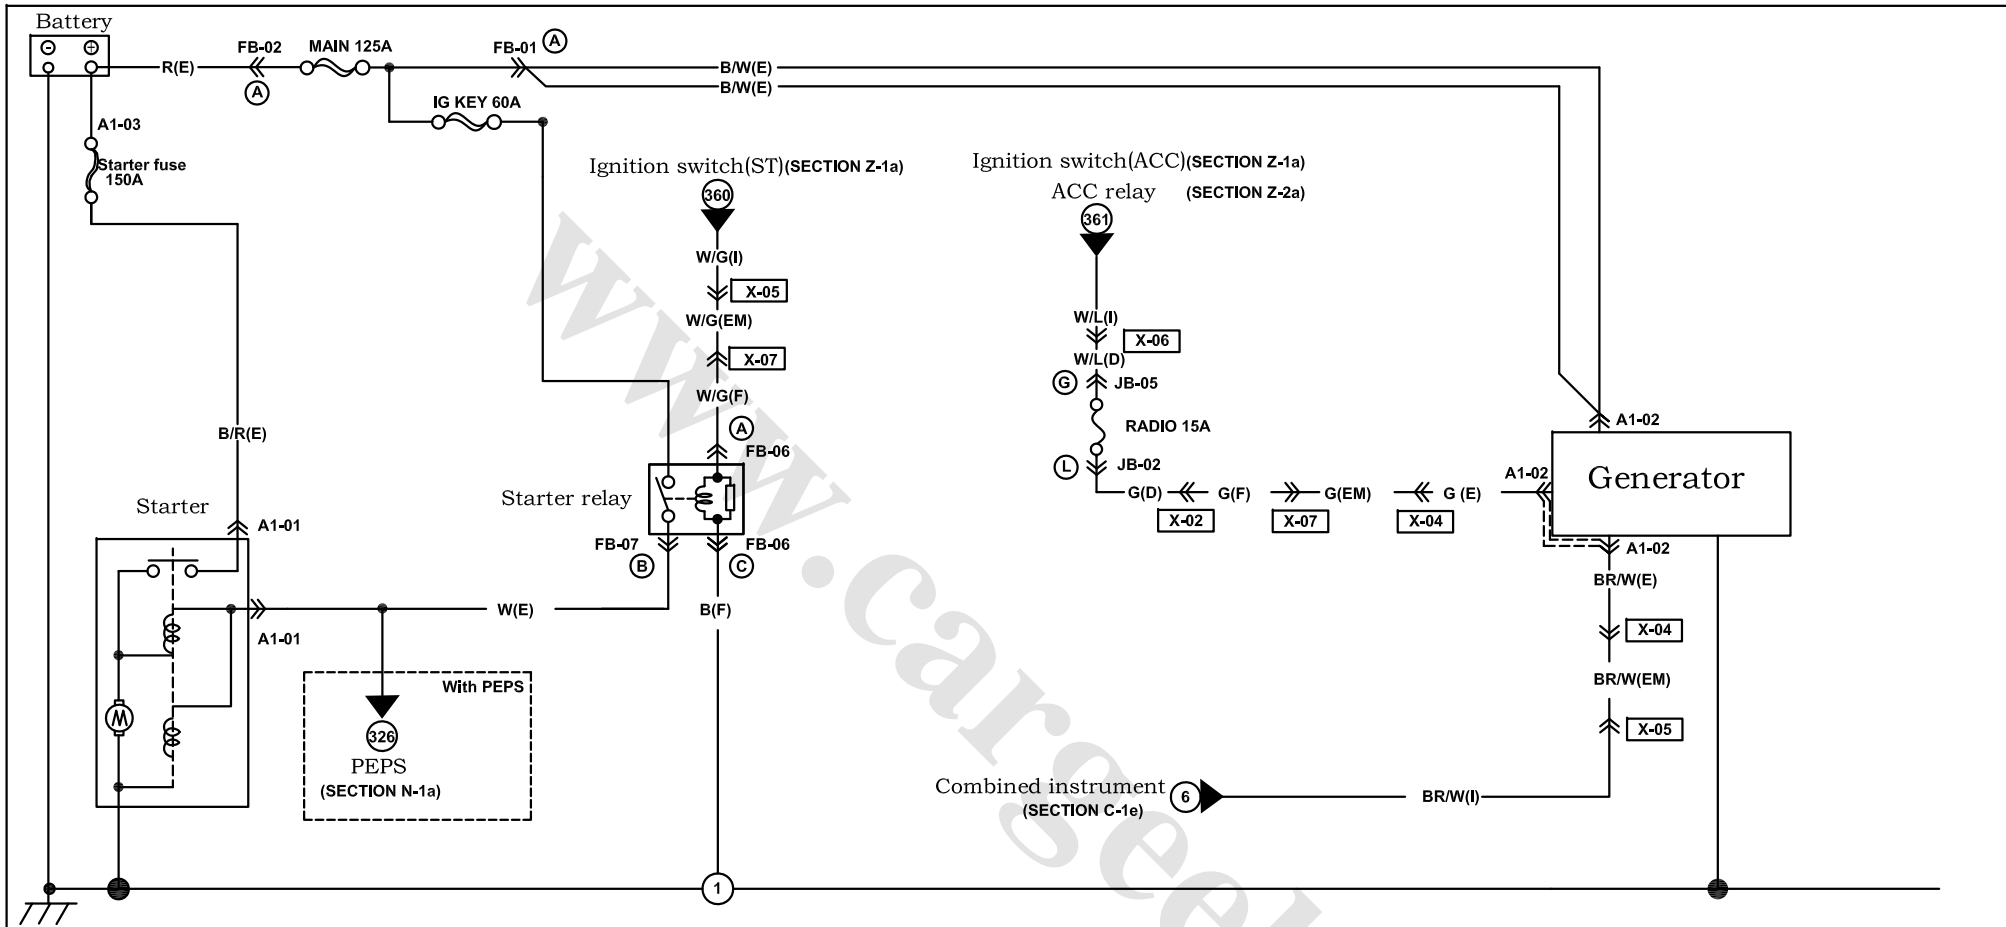 Battery
FB-02
MAIN 125A
FB-01
A
R(E)
A
B/W(E)
B/W(E)
IG KEY 60A
A1-03
Starter fuse
150A
Ignition switch(ST)(SECTION Z-1a)
360
W/G(I)
X-05
W/G(EM)
X-07
W/G(F)
A
FB-06
Ignition switch(ACC)(SECTION Z-1a)
ACC relay (SECTION Z-2a)
361
W/L(I)
X-06
W/L(D)
G
JB-05
RADIO 15A
L
JB-02
G(D)
G(F)
G(EM)
G (E)
X-02
X-07
X-04
A1-02
A1-02
Generator
A1-02
BR/W(E)
X-04
BR/W(EM)
X-05
B/R(E)
Starter
A1-01
Starter relay
FB-07
B
FB-06
C
W(E)
B(F)
A1-01
M
With PEPS
326
PEPS
(SECTION N-1a)
Combined instrument
(SECTION C-1e)
6
BR/W(I)
1
www.cargeek